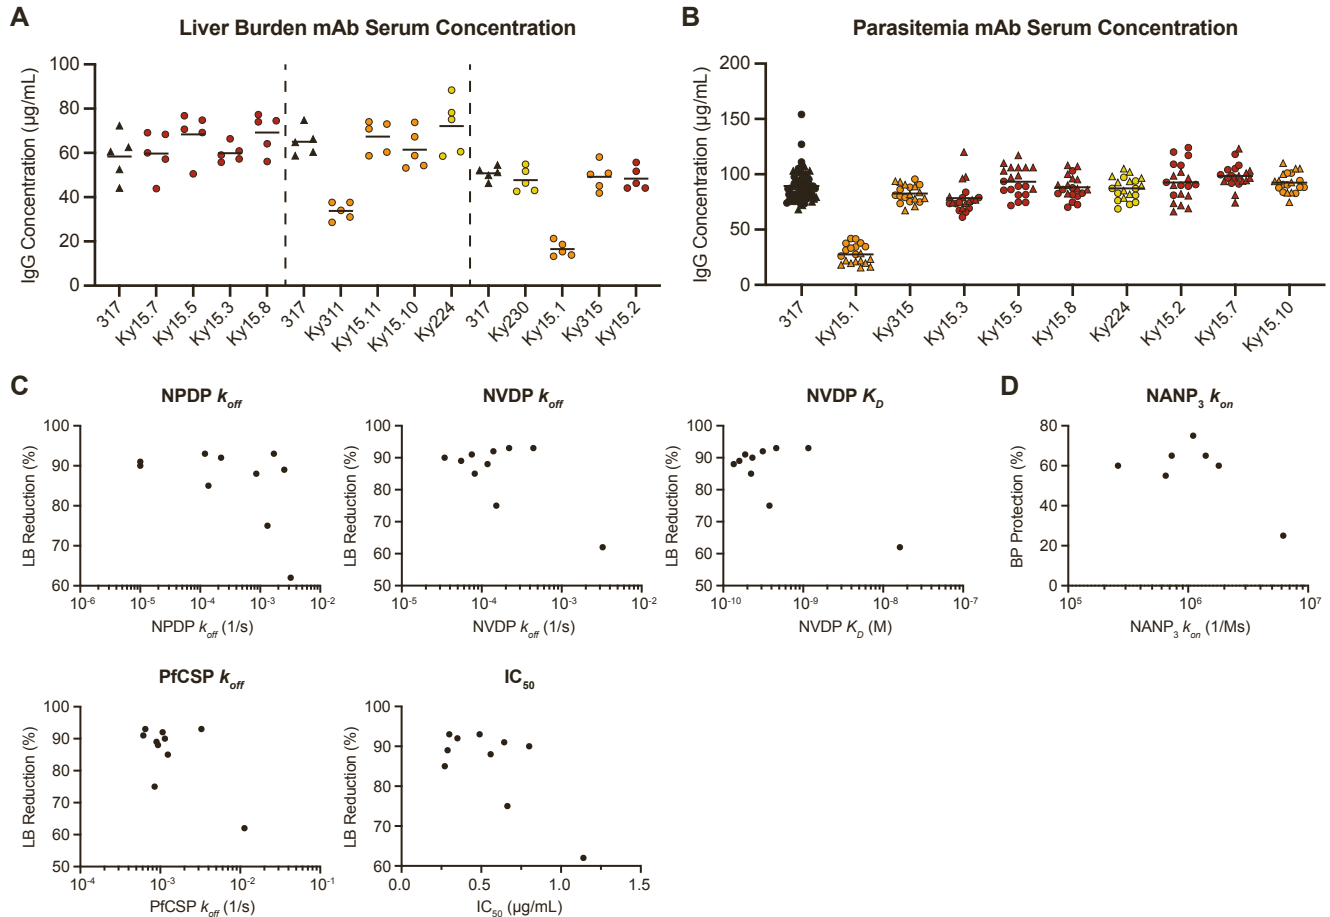 A
Liver Burden mAb Serum Concentration
IgG Concentration (µg/mL)
100
80
60
40
20
0
317
Ky15.7
Ky15.5
Ky15.3
Ky15.8
317
Ky311
Ky15.11
Ky15.10
Ky224
317
Ky230
Ky15.1
Ky315
Ky15.2
B
Parasitemia mAb Serum Concentration
IgG Concentration (µg/mL)
200
150
100
50
0
317
Ky15.1
Ky315
Ky15.3
Ky15.5
Ky15.8
Ky224
Ky15.2
Ky15.7
Ky15.10
C
NPDP koff
LB Reduction (%)
100
90
80
70
60
10-6 10-5 10-4 10-3 10-2
NPDP koff (1/s)
NVDP koff
LB Reduction (%)
100
90
80
70
60
50
10-5 10-4 10-3 10-2
NVDP koff (1/s)
NVDP KD
LB Reduction (%)
100
90
80
70
60
50
10-10 10-9 10-8 10-7
NVDP KD (M)
D
NANP3 kon
BP Protection (%)
80
60
40
20
0
105 106 107
NANP3 kon (1/Ms)
PfCSP koff
LB Reduction (%)
100
90
80
70
60
50
10-4 10-3 10-2 10-1
PfCSP koff (1/s)
IC50
LB Reduction (%)
100
90
80
70
60
0.0 0.5 1.0 1.5
IC50 (µg/mL)